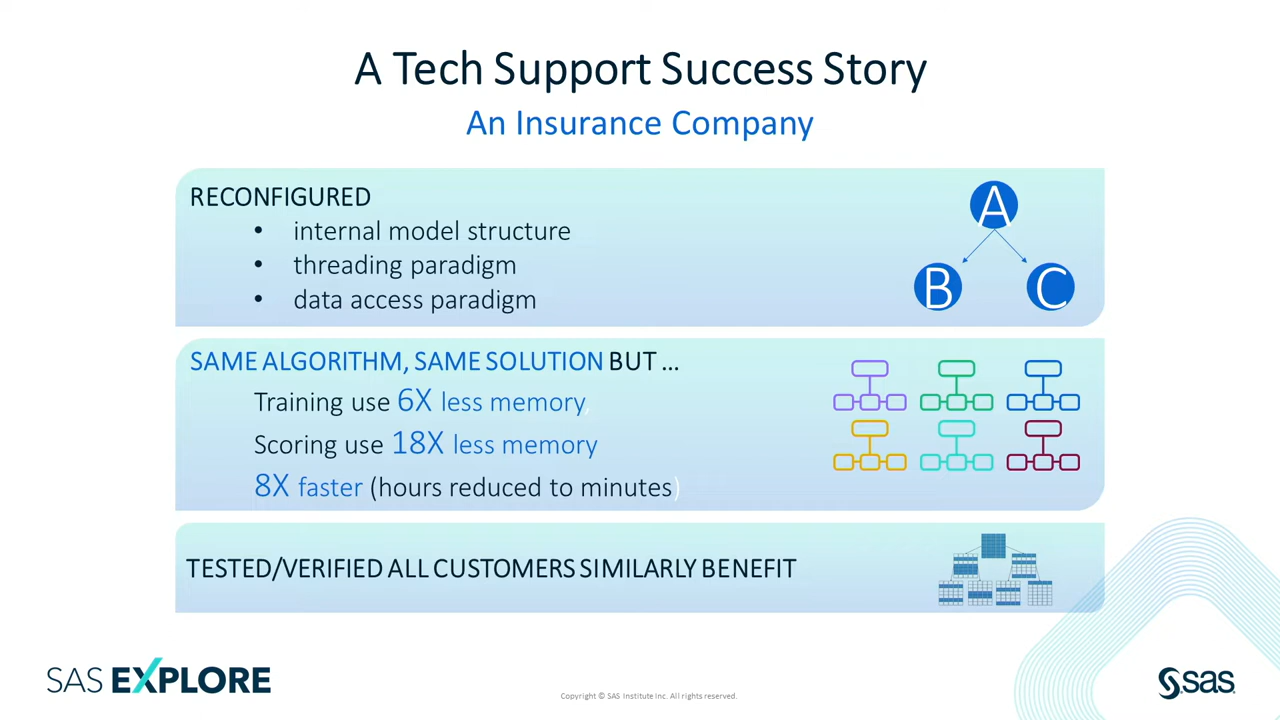 A Tech Support Success Story
An Insurance Company
RECONFIGURED
• internal model structure
• threading paradigm
• data access paradigm
A
B
C
SAME ALGORITHM, SAME SOLUTION BUT ...
Training use 6X less memory,
Scoring use 18X less memory
8X faster (hours reduced to minutes)
TESTED/VERIFIED ALL CUSTOMERS SIMILARLY BENEFIT
SAS EXPLORE
Copyright © SAS Institute Inc. All rights reserved.
sas